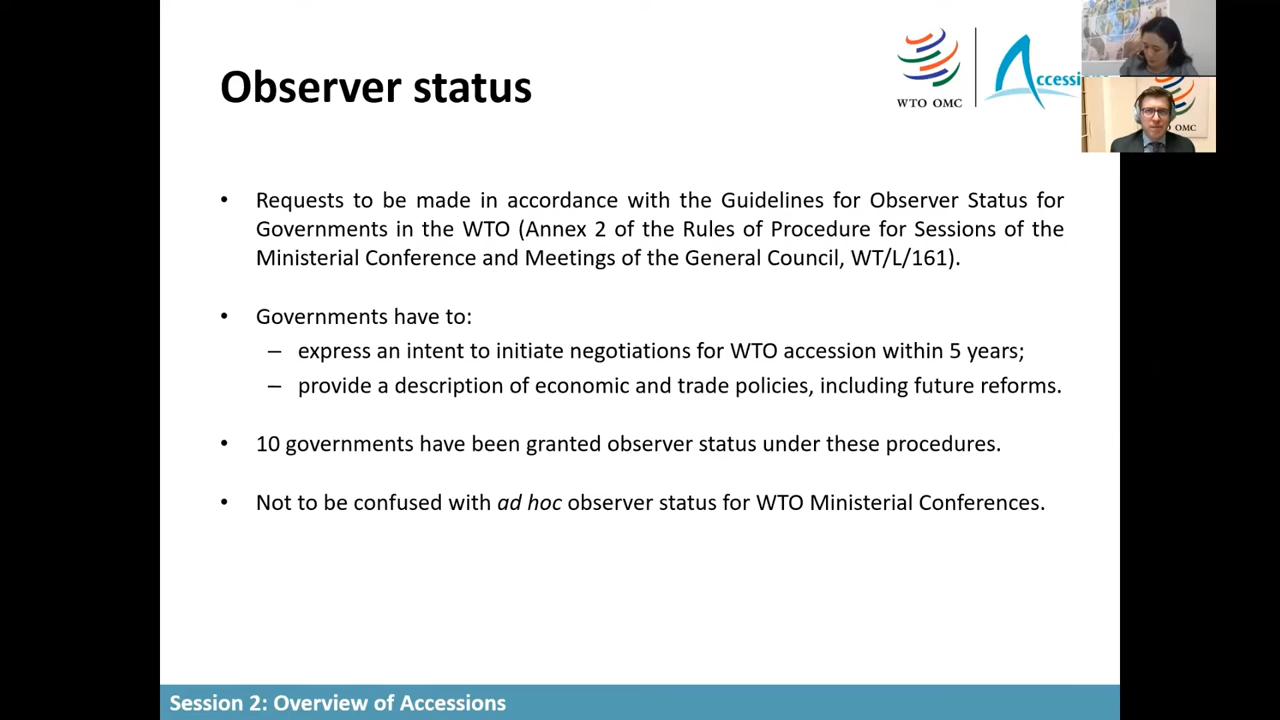 Observer status
WTO OMC
Accessi
OMC
• Requests to be made in accordance with the Guidelines for Observer Status for
Governments in the WTO (Annex 2 of the Rules of Procedure for Sessions of the
Ministerial Conference and Meetings of the General Council, WT/L/161).
• Governments have to:
– express an intent to initiate negotiations for WTO accession within 5 years;
– provide a description of economic and trade policies, including future reforms.
• 10 governments have been granted observer status under these procedures.
• Not to be confused with ad hoc observer status for WTO Ministerial Conferences.
Session 2: Overview of Accessions